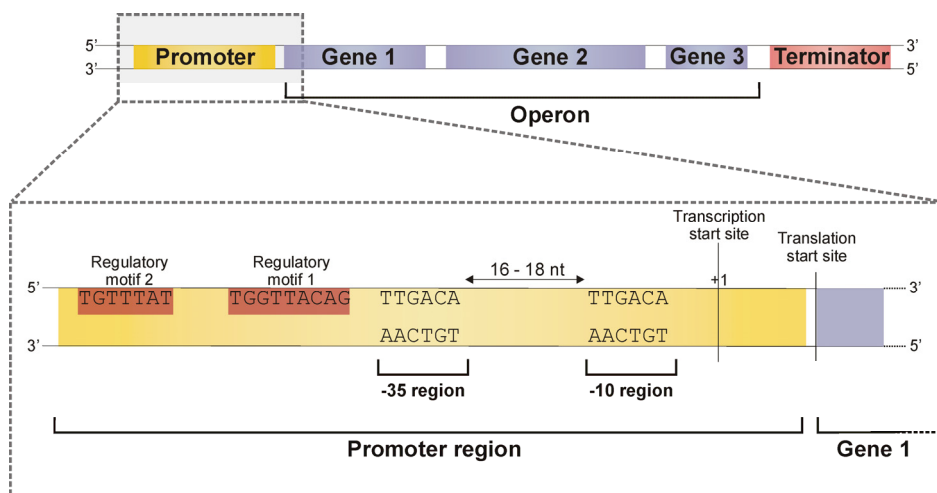 5' Promoter Gene 1 Gene 2 Gene 3 Terminator 3'
3' 5'
Operon
Transcription
start site
Translation
start site
Regulatory
motif 2
Regulatory
motif 1
16 - 18 nt
+1
5' TGTTTAT TGGTTACAG TTGACA TTGACA 3'
3' AACTGT AACTGT 5'
-35 region
-10 region
Promoter region
Gene 1